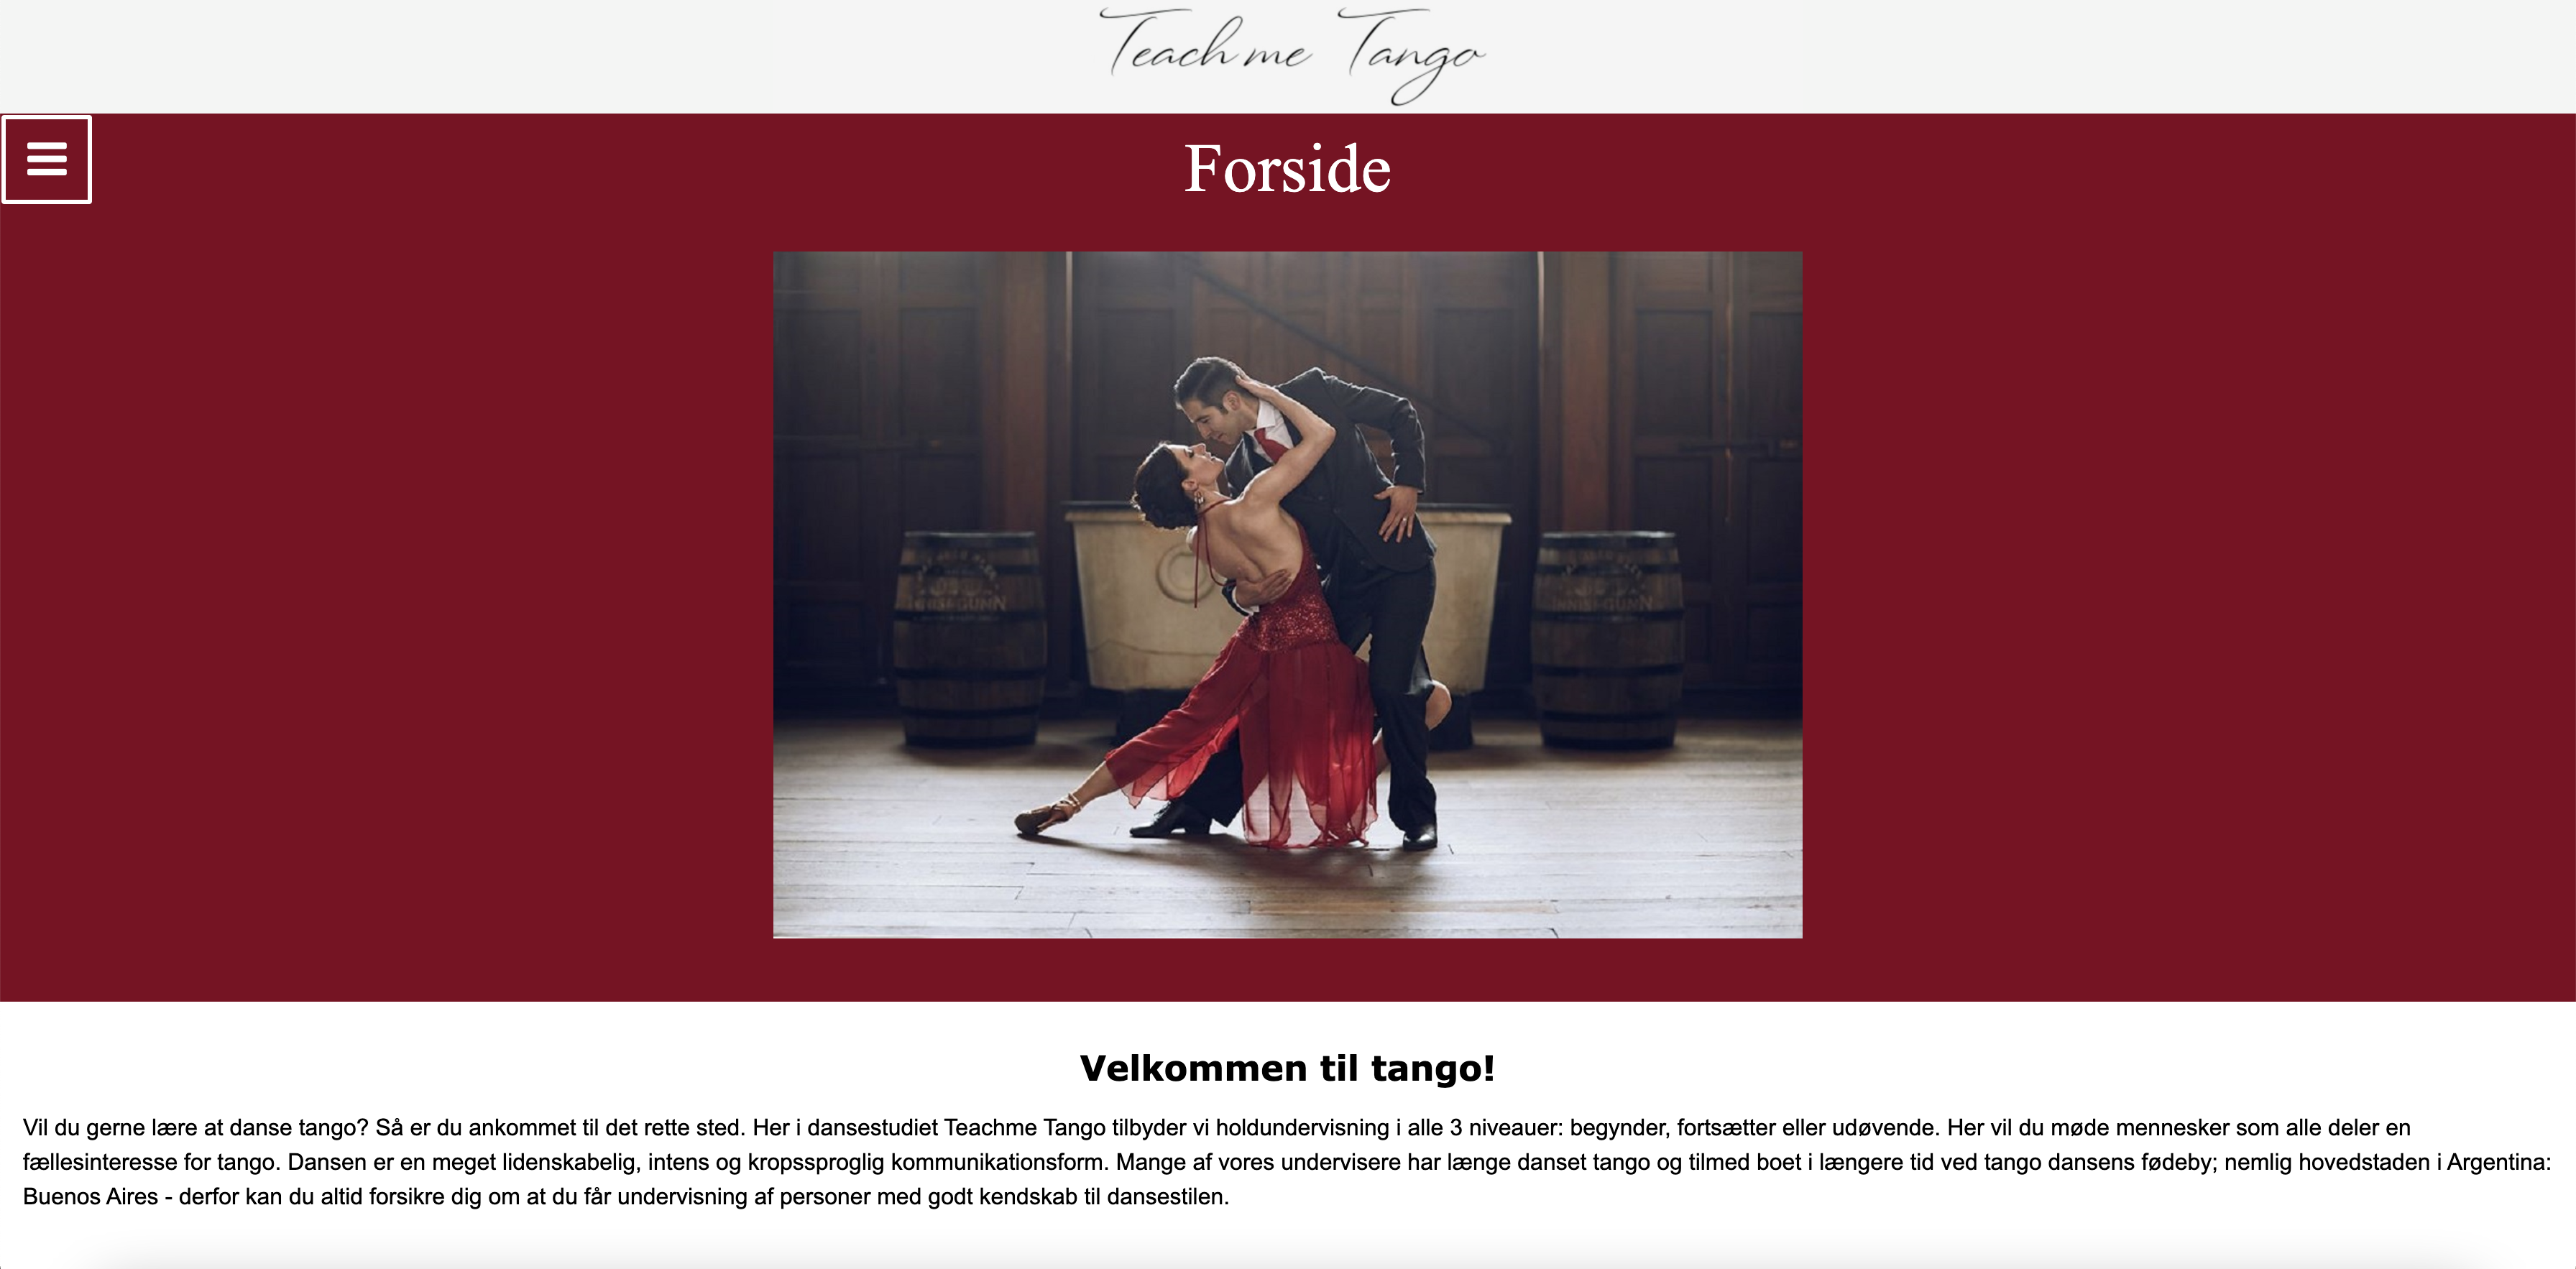 Teach me Tango
Forside
Velkommen til tango!
Vil du gerne lære at danse tango? Så er du ankommet til det rette sted. Her i dansestudiet Teachme Tango tilbyder vi holdundervisning i alle 3 niveauer: begynder, fortsætter eller udøvende. Her vil du møde mennesker som alle deler en
fællesinteresse for tango. Dansen er en meget lidenskabelig, intens og kropssproglig kommunikationsform. Mange af vores undervisere har længe danset tango og tilmed boet i længere tid ved tango dansens fødeby; nemlig hovedstaden i Argentina:
Buenos Aires - derfor kan du altid forsikre dig om at du får undervisning af personer med godt kendskab til dansestilen.